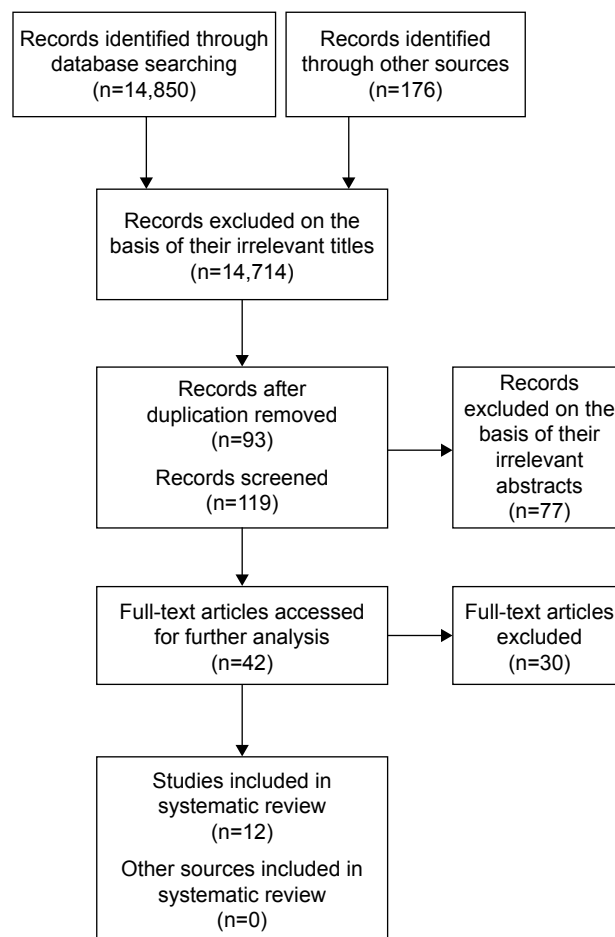 Records identified through
database searching
(n=14,850)
Records identified
through other sources
(n=176)
Records excluded on the
basis of their irrelevant titles
(n=14,714)
Records after
duplication removed
(n=93)
Records screened
(n=119)
Records
excluded on the
basis of their
irrelevant
abstracts
(n=77)
Full-text articles accessed
for further analysis
(n=42)
Full-text articles
excluded
(n=30)
Studies included in
systematic review
(n=12)
Other sources included in
systematic review
(n=0)